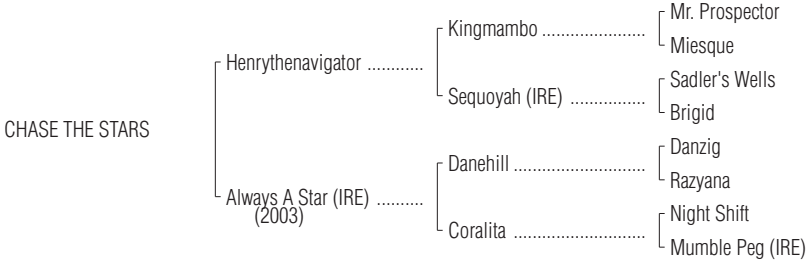 Mr. Prospector
Kingmambo ......................
Miesque
Henrythenavigator ............
Sadler's Wells
Sequoyah (IRE) ................
Brigid
CHASE THE STARS
Danzig
Danehill ............................
Razyana
Always A Star (IRE) ..........
(2003)
Night Shift
Coralita ............................
Mumble Peg (IRE)